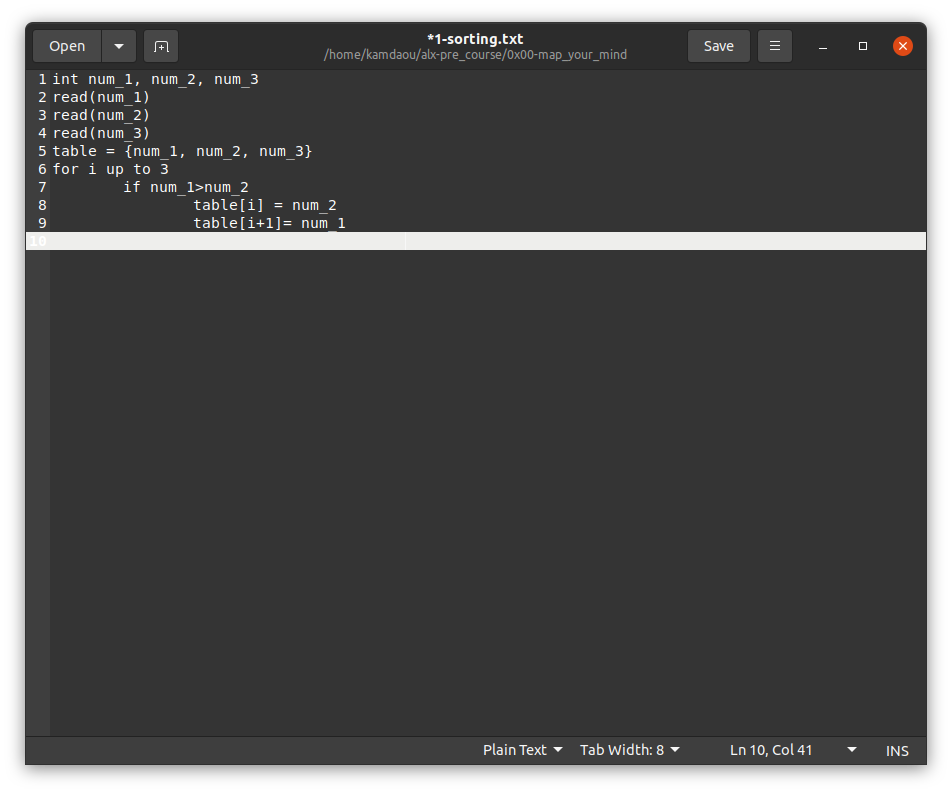 Open
*1-sorting.txt
/home/kamdaou/alx-pre_course/0x00-map_your_mind
Save
1 int num_1, num_2, num_3
2 read(num_1)
3 read(num_2)
4 read(num_3)
5 table = {num_1, num_2, num_3}
6 for i up to 3
7         if num_1>num_2
8                 table[i] = num_2
9                 table[i+1]= num_1
10
Plain Text Tab Width: 8 Ln 10, Col 41 INS